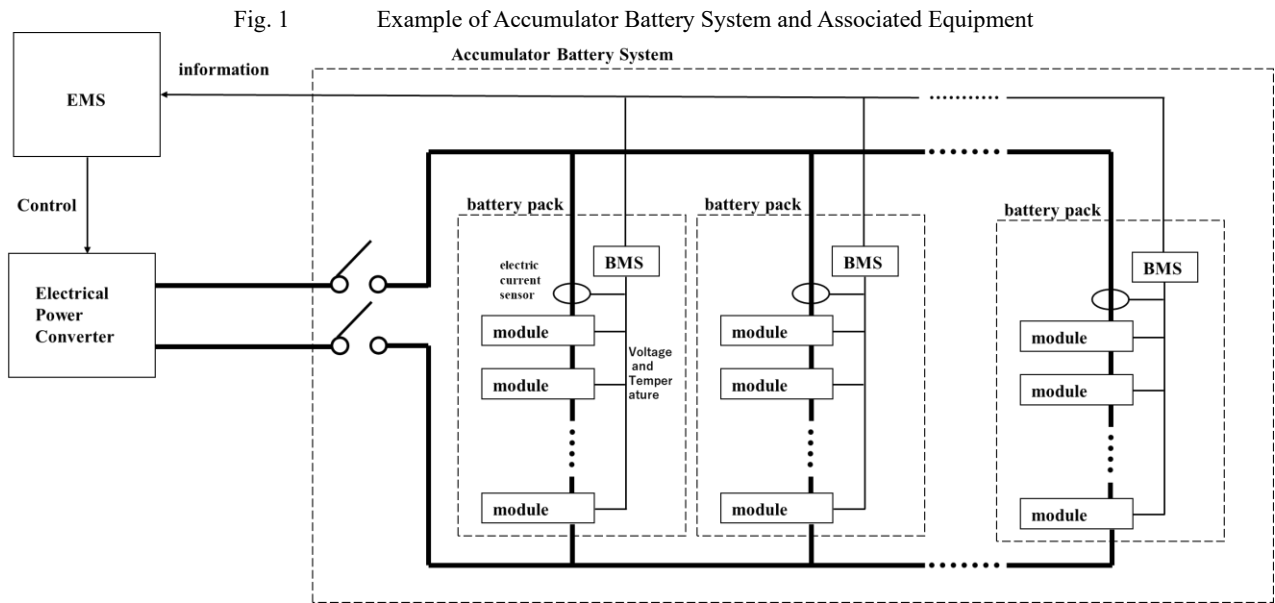 Fig. 1 Example of Accumulator Battery System and Associated Equipment
Accumulator Battery System
information
EMS
Control
Electrical
Power
Converter
battery pack
BMS
electric
current
sensor
module
module
module
Voltage
and
Temper
ature
battery pack
BMS
module
module
module
battery pack
BMS
module
module
module